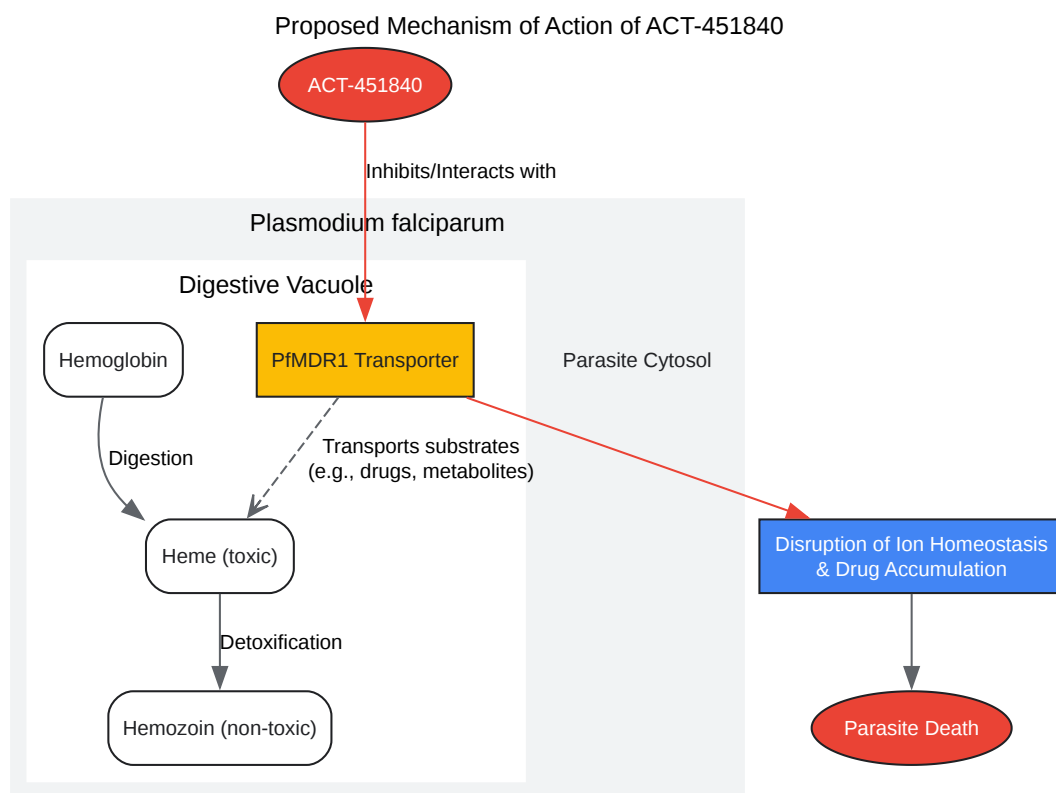 Proposed Mechanism of Action of ACT-451840
ACT-451840
Inhibits/Interacts with
Plasmodium falciparum
Digestive Vacuole
Hemoglobin
PfMDR1 Transporter
Parasite Cytosol
Digestion
Transports substrates
(e.g., drugs, metabolites)
Heme (toxic)
Disruption of Ion Homeostasis
& Drug Accumulation
Detoxification
Hemozoin (non-toxic)
Parasite Death